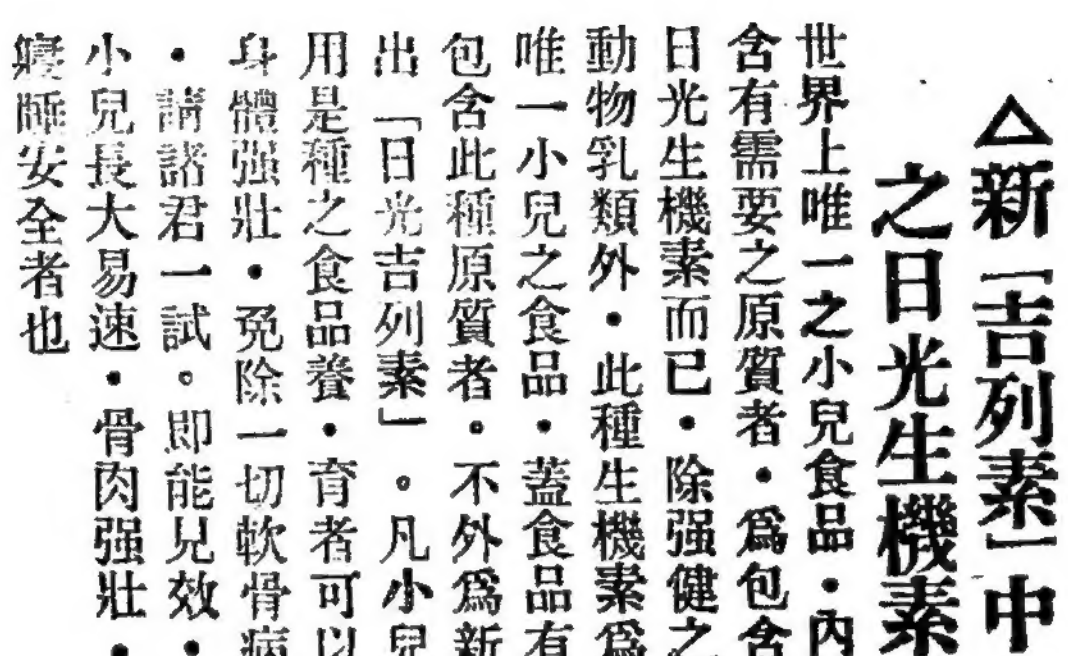 △新「吉列素」中
之日光生機素
世界上唯一之小兒食品・內
含有需要之原質者・爲包含
日光生機素而已・除强健之
動物乳類外・此種生機素爲
唯一小兒之食品・蓋食品有
包含此種原質者。不外爲新
出「日光吉列素」。凡小兒
用是種之食品養・育者可以
身體强壯・免除一切軟骨病
・請諸君一試。即能見效・
小兒長大易速・骨肉强壯・
寢睡安全者也